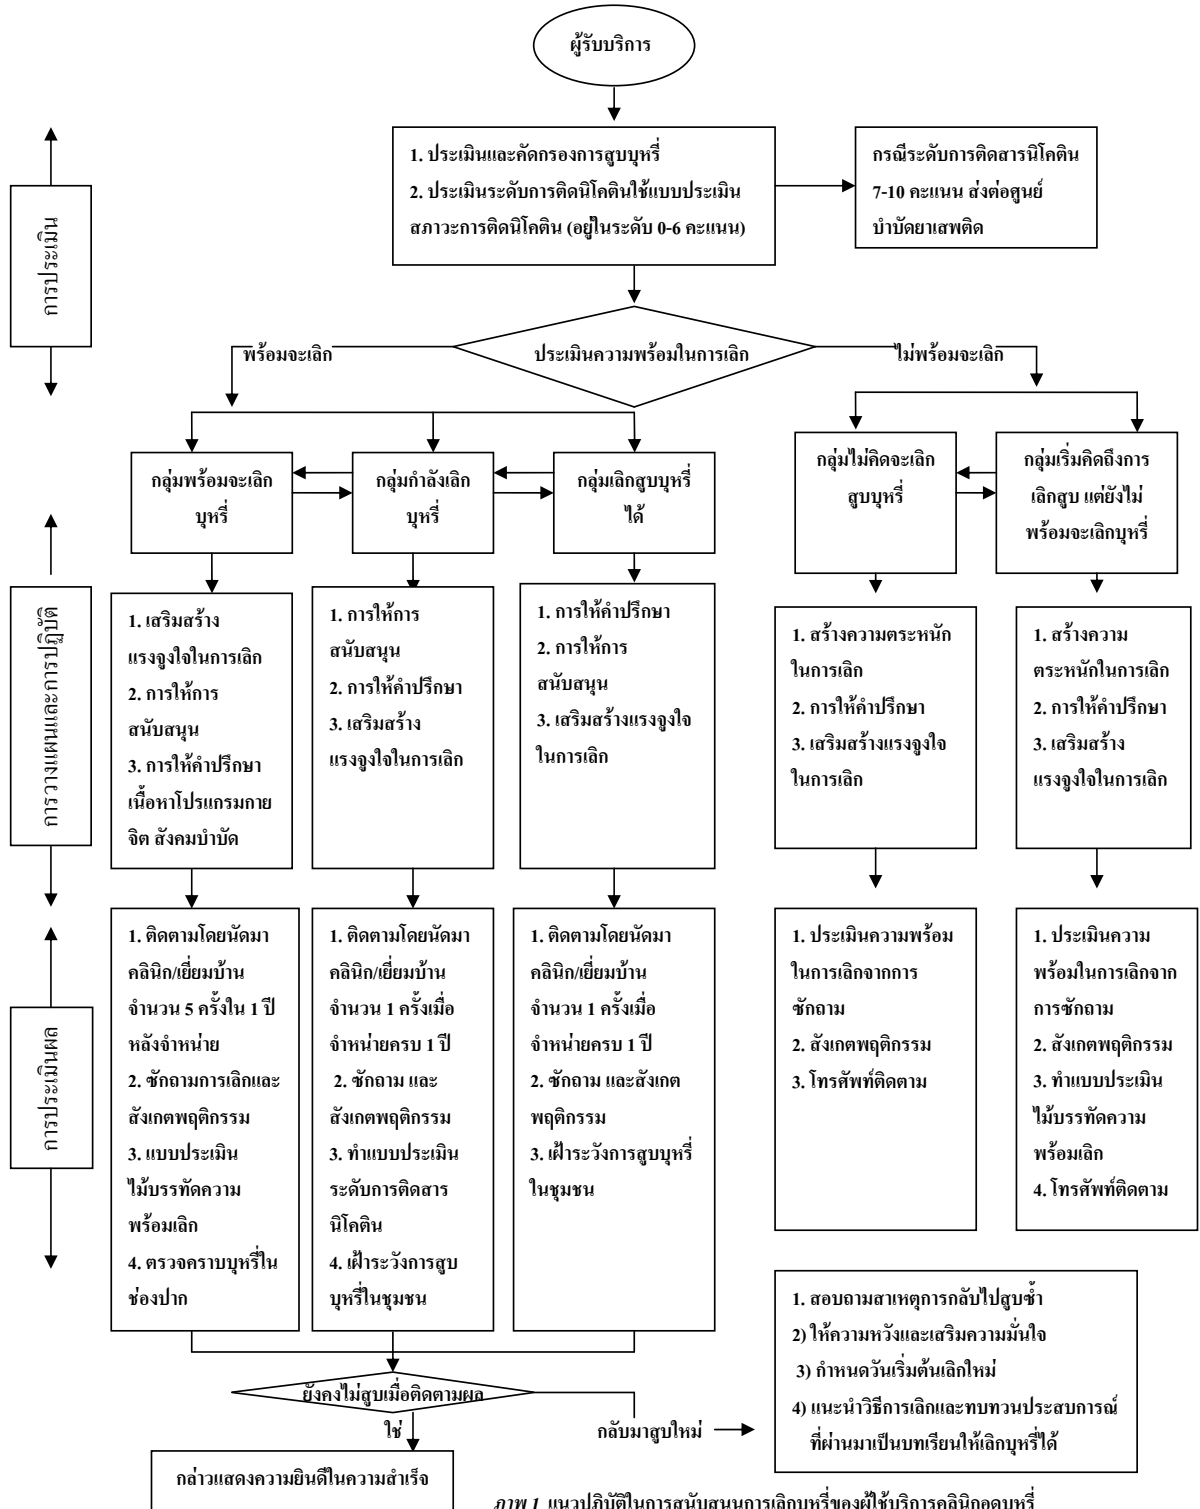 ผู้รับบริการ
1. ประเมินและคัดกรองการสูบบุหรี่
2. ประเมินระดับการติดนิโคตินใช้แบบประเมิน
สภาวะการติดนิโคติน (อยู่ในระดับ 0-6 คะแนน)
กรณีระดับการติดสารนิโคติน
7-10 คะแนน ส่งต่อศูนย์
บำบัดยาเสพติด
การประเมิน
พร้อมจะเลิก
ประเมินความพร้อมในการเลิก
ไม่พร้อมจะเลิก
กลุ่มพร้อมจะเลิก
บุหรี่
กลุ่มกำลังเลิก
บุหรี่
กลุ่มเลิกสูบบุหรี่
ได้
กลุ่มไม่คิดจะเลิก
สูบบุหรี่
กลุ่มเริ่มคิดถึงการ
เลิกสูบ แต่ยังไม่
พร้อมจะเลิกบุหรี่
การวางแผนและการปฏิบัติ
1. เสริมสร้าง
แรงจูงใจในการเลิก
2. การให้การ
สนับสนุน
3. การให้คำปรึกษา
เนื้อหาโปรแกรมกาย
จิต สังคมบำบัด
1. การให้การ
สนับสนุน
2. การให้คำปรึกษา
3. เสริมสร้าง
แรงจูงใจในการเลิก
1. การให้คำปรึกษา
2. การให้การ
สนับสนุน
3. เสริมสร้างแรงจูงใจ
ในการเลิก
1. สร้างความตระหนัก
ในการเลิก
2. การให้คำปรึกษา
3. เสริมสร้างแรงจูงใจ
ในการเลิก
1. สร้างความ
ตระหนักในการเลิก
2. การให้คำปรึกษา
3. เสริมสร้าง
แรงจูงใจในการเลิก
การประเมินผล
1. ติดตามโดยนัดมา
คลินิก/เยี่ยมบ้าน
จำนวน 5 ครั้งใน 1 ปี
หลังจำหน่าย
2. ซักถามการเลิกและ
สังเกตพฤติกรรม
3. แบบประเมิน
ไม้บรรทัดความ
พร้อมเลิก
4. ตรวจคราบบุหรี่ใน
ช่องปาก
1. ติดตามโดยนัดมา
คลินิก/เยี่ยมบ้าน
จำนวน 1 ครั้งเมื่อ
จำหน่ายครบ 1 ปี
2. ซักถาม และ
สังเกตพฤติกรรม
3. ทำแบบประเมิน
ระดับการติดสาร
นิโคติน
4. เฝ้าระวังการสูบ
บุหรี่ในชุมชน
1. ติดตามโดยนัดมา
คลินิก/เยี่ยมบ้าน
จำนวน 1 ครั้งเมื่อ
จำหน่ายครบ 1 ปี
2. ซักถาม และสังเกต
พฤติกรรม
3. เฝ้าระวังการสูบบุหรี่
ในชุมชน
1. ประเมินความพร้อม
ในการเลิกจากการ
ซักถาม
2. สังเกตพฤติกรรม
3. โทรศัพท์ติดตาม
1. ประเมินความ
พร้อมในการเลิกจาก
การซักถาม
2. สังเกตพฤติกรรม
3. ทำแบบประเมิน
ไม้บรรทัดความ
พร้อมเลิก
4. โทรศัพท์ติดตาม
ยังคงไม่สูบเมื่อติดตามผล
ใช่
กลับมาสูบใหม่
1. สอบถามสาเหตุการกลับไปสูบซ้ำ
2) ให้ความหวังและเสริมความมั่นใจ
3) กำหนดวันเริ่มต้นเลิกใหม่
4) แนะนำวิธีการเลิกและทบทวนประสบการณ์
ที่ผ่านมาเป็นบทเรียนให้เลิกบุหรี่ได้
กล่าวแสดงความยินดีในความสำเร็จ
ภาพ 1 แนวปฏิบัติในการสนับสนุนการเลิกบุหรี่ของผู้ใช้บริการคลินิกอดบุหรี่